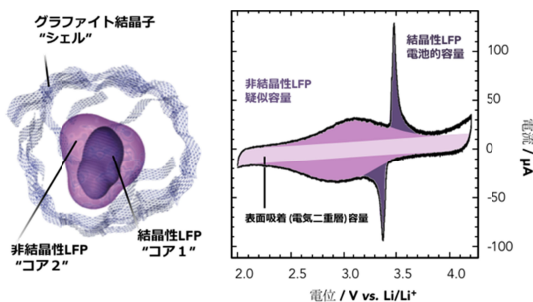 グラファイト結晶子
“シェル”
非結晶性LFP
“コア 2”
結晶性LFP
“コア 1”
結晶性LFP
電池的容量
非結晶性LFP
疑似容量
表面吸着 (電気二重層)容量
100
50
0
-50
-100
電流 / µA
2.0 2.5 3.0 3.5 4.0
電位 / V vs. Li/Li⁺